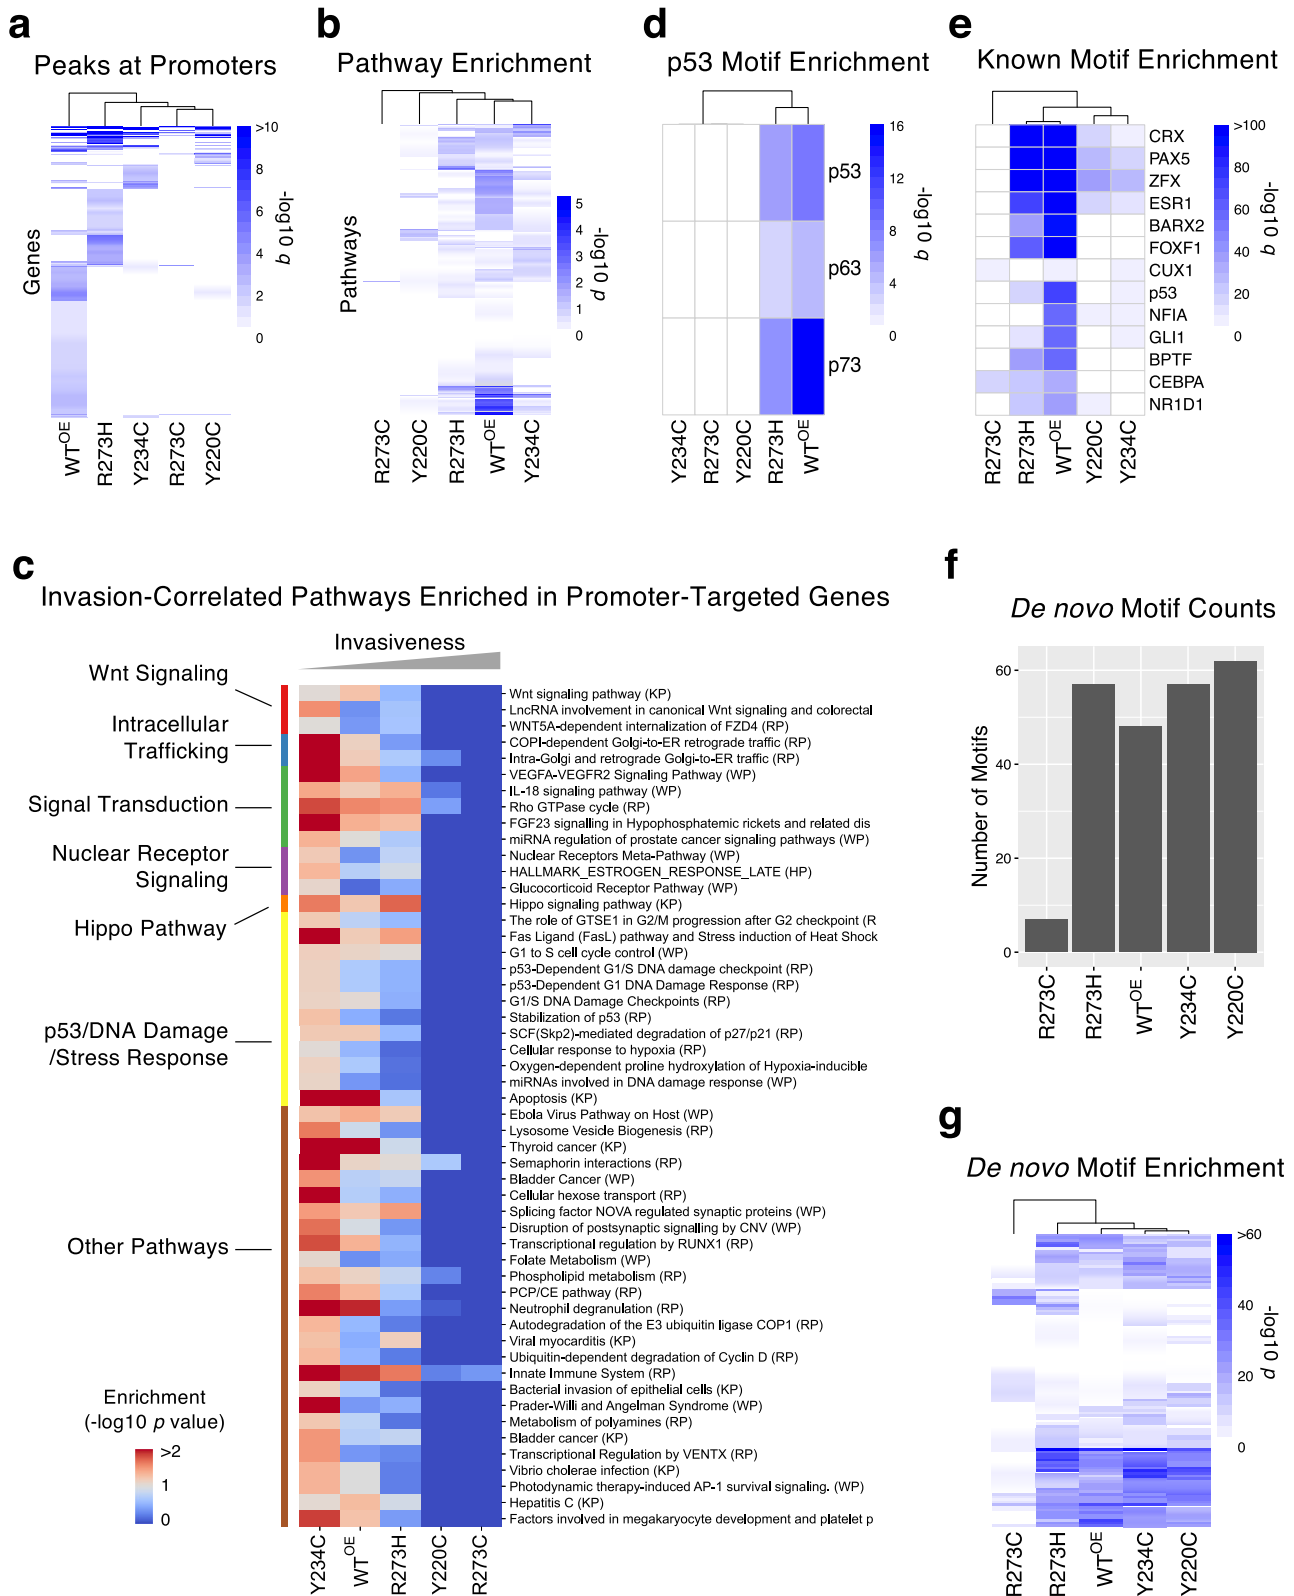 a
Peaks at Promoters
>10
8
6
4
2
0
-log10 q
Genes
WT^OE
R273H
Y234C
R273C
Y220C
b
Pathway Enrichment
5
4
3
2
1
0
-log10 p
Pathways
R273C
Y220C
R273H
WT^OE
Y234C
d
p53 Motif Enrichment
p53
p63
p73
16
12
8
4
0
-log10 q
Y234C
R273C
Y220C
R273H
WT^OE
e
Known Motif Enrichment
CRX
PAX5
ZFX
ESR1
BARX2
FOXF1
CUX1
p53
NFIA
GLI1
BPTF
CEBPA
NR1D1
>100
80
60
40
20
0
-log10 q
R273C
R273H
WT^OE
Y220C
Y234C
c
Invasion-Correlated Pathways Enriched in Promoter-Targeted Genes
Invasiveness
Wnt Signaling
Intracellular
Trafficking
Signal Transduction
Nuclear Receptor
Signaling
Hippo Pathway
p53/DNA Damage
/Stress Response
Other Pathways
Wnt signaling pathway (KP)
LncRNA involvement in canonical Wnt signaling and colorectal
WNT5A-dependent internalization of FZD4 (RP)
COPI-dependent Golgi-to-ER retrograde traffic (RP)
Intra-Golgi and retrograde Golgi-to-ER traffic (RP)
VEGFA-VEGFR2 Signaling Pathway (WP)
IL-18 signaling pathway (WP)
Rho GTPase cycle (RP)
FGF23 signalling in Hypophosphatemic rickets and related dis
miRNA regulation of prostate cancer signaling pathways (WP)
Nuclear Receptors Meta-Pathway (WP)
HALLMARK_ESTROGEN_RESPONSE_LATE (HP)
Glucocorticoid Receptor Pathway (WP)
Hippo signaling pathway (KP)
The role of GTSE1 in G2/M progression after G2 checkpoint (R
Fas Ligand (FasL) pathway and Stress induction of Heat Shock
G1 to S cell cycle control (WP)
p53-Dependent G1/S DNA damage checkpoint (RP)
p53-Dependent G1 DNA Damage Response (RP)
G1/S DNA Damage Checkpoints (RP)
Stabilization of p53 (RP)
SCF(Skp2)-mediated degradation of p27/p21 (RP)
Cellular response to hypoxia (RP)
Oxygen-dependent proline hydroxylation of Hypoxia-inducible
miRNAs involved in DNA damage response (WP)
Apoptosis (KP)
Ebola Virus Pathway on Host (WP)
Lysosome Vesicle Biogenesis (RP)
Thyroid cancer (KP)
Semaphorin interactions (RP)
Bladder Cancer (WP)
Cellular hexose transport (RP)
Splicing factor NOVA regulated synaptic proteins (WP)
Disruption of postsynaptic signalling by CNV (WP)
Transcriptional regulation by RUNX1 (RP)
Folate Metabolism (WP)
Phospholipid metabolism (RP)
PCP/CE pathway (RP)
Neutrophil degranulation (RP)
Autodegradation of the E3 ubiquitin ligase COP1 (RP)
Viral myocarditis (KP)
Ubiquitin-dependent degradation of Cyclin D (RP)
Innate Immune System (RP)
Bacterial invasion of epithelial cells (KP)
Prader-Willi and Angelman Syndrome (WP)
Metabolism of polyamines (RP)
Bladder cancer (KP)
Transcriptional Regulation by VENTX (RP)
Vibrio cholerae infection (KP)
Photodynamic therapy-induced AP-1 survival signaling. (WP)
Hepatitis C (KP)
Factors involved in megakaryocyte development and platelet p
Enrichment
(-log10 p value)
>2
1
0
Y234C
WT^OE
R273H
Y220C
R273C
f
De novo Motif Counts
Number of Motifs
60
40
20
0
R273C
R273H
WT^OE
Y234C
Y220C
g
De novo Motif Enrichment
>60
40
20
0
-log10 p
R273C
R273H
WT^OE
Y234C
Y220C